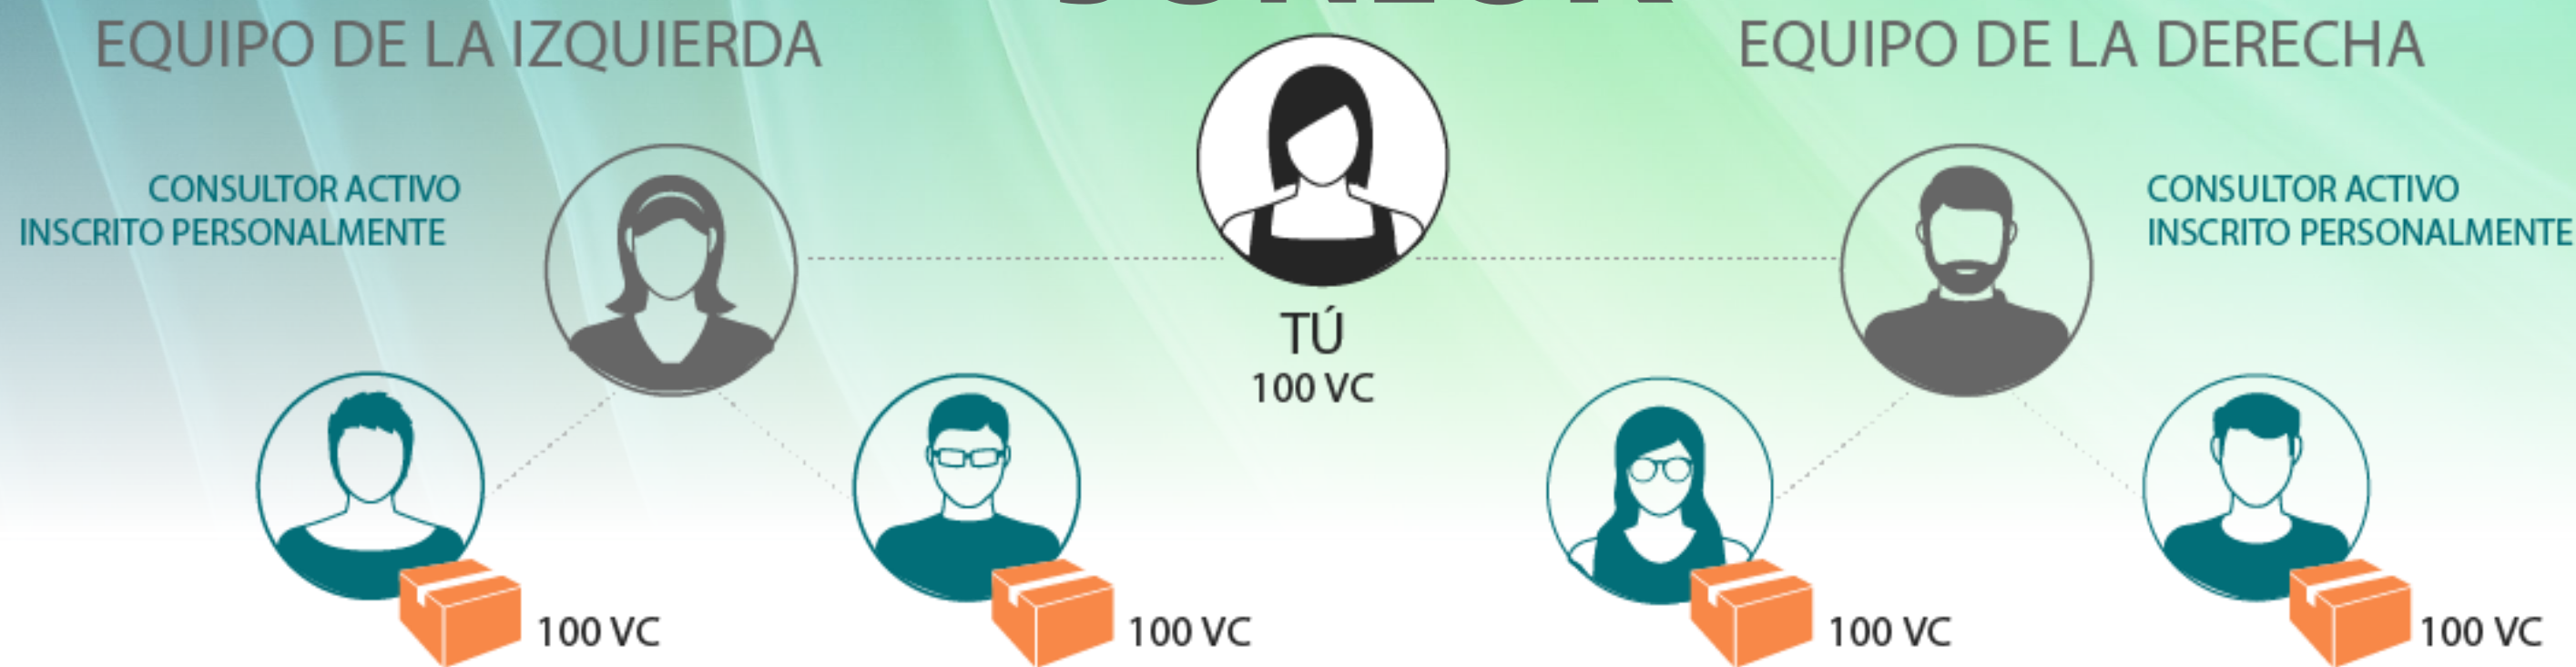 EQUIPO DE LA IZQUIERDA
EQUIPO DE LA DERECHA
CONSULTOR ACTIVO
INSCRITO PERSONALMENTE
CONSULTOR ACTIVO
INSCRITO PERSONALMENTE
TÚ
100 VC
100 VC
100 VC
100 VC
100 VC